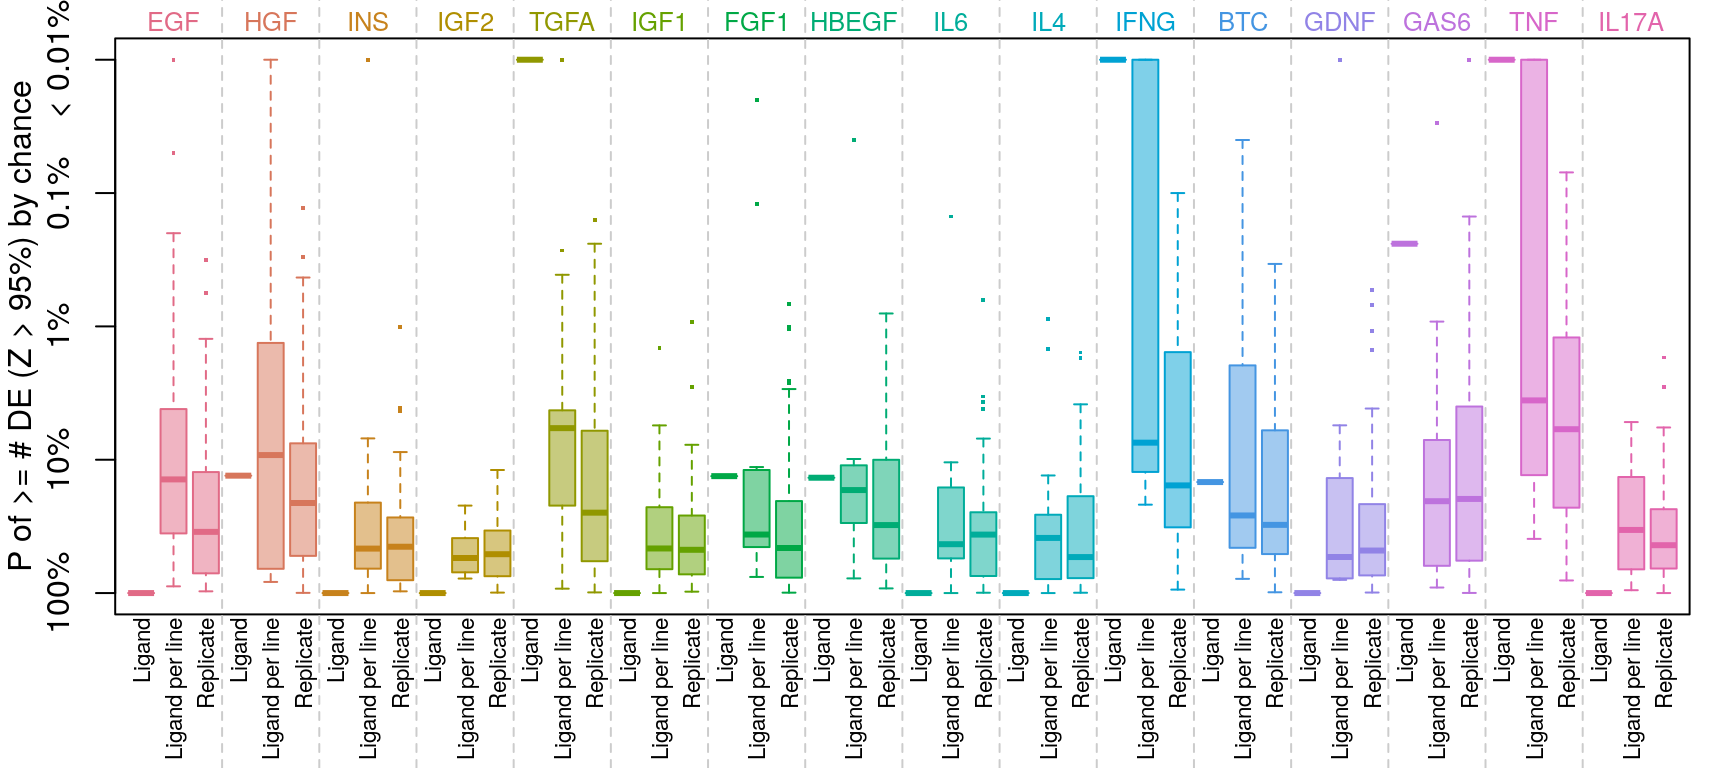 EGF HGF INS IGF2 TGFA IGF1 FGF1 HBEGF IL6 IL4 IFNG BTC GDNF GAS6 TNF IL17A
P of >= # DE (Z > 95%) by chance
< 0.01%
0.1%
1%
10%
100%
Ligand
Ligand per line
Replicate
Ligand
Ligand per line
Replicate
Ligand
Ligand per line
Replicate
Ligand
Ligand per line
Replicate
Ligand
Ligand per line
Replicate
Ligand
Ligand per line
Replicate
Ligand
Ligand per line
Replicate
Ligand
Ligand per line
Replicate
Ligand
Ligand per line
Replicate
Ligand
Ligand per line
Replicate
Ligand
Ligand per line
Replicate
Ligand
Ligand per line
Replicate
Ligand
Ligand per line
Replicate
Ligand
Ligand per line
Replicate
Ligand
Ligand per line
Replicate
Ligand
Ligand per line
Replicate